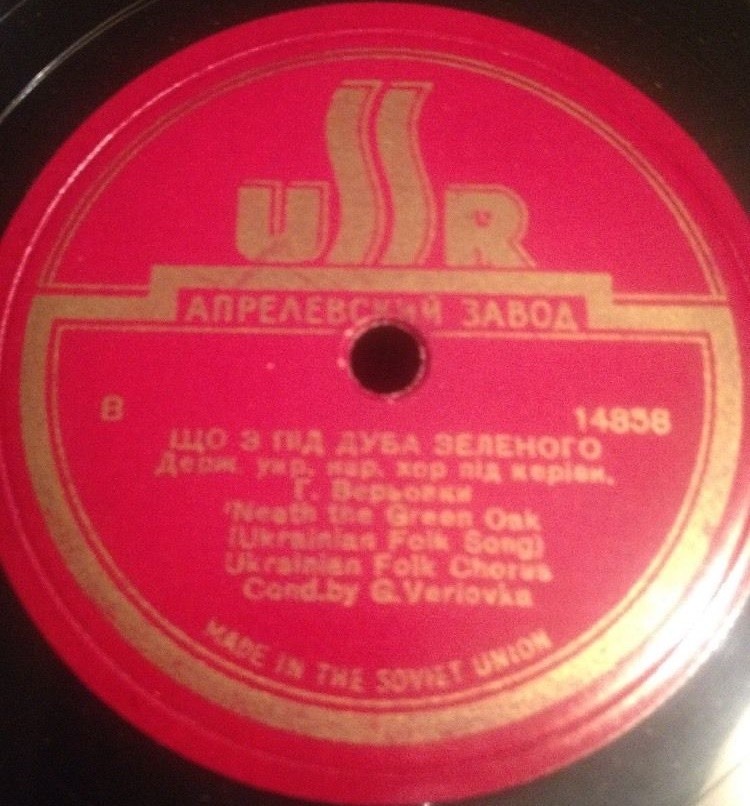 USSR
АПРЕЛЕВСКИЙ ЗАВОД
В 14838
ЩО З ПІД ДУБА ЗЕЛЕНОГО
Держ. укр. нар. хор під керівн.
Г. Верьовки
'Neath the Green Oak
(Ukrainian Folk Song)
Ukrainian Folk Chorus
Cond.by G.Veriovka
MADE IN THE SOVIET UNION